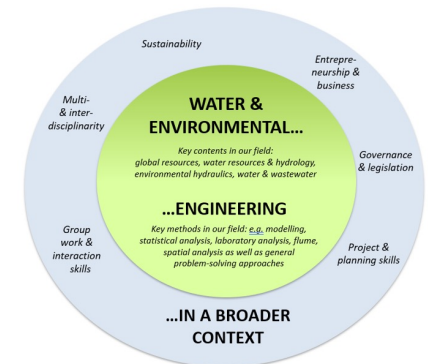 Sustainability
Entrepre-
neurship &
business
Multi-
& inter-
disciplinarity
WATER &
ENVIRONMENTAL…
Key contents in our field:
global resources, water resources & hydrology,
environmental hydraulics, water & wastewater
Governance
& legislation
…ENGINEERING
Key methods in our field: e.g. modelling,
statistical analysis, laboratory analysis, flume,
spatial analysis as well as general
problem-solving approaches
Group
work &
interaction
skills
Project &
planning skills
…IN A BROADER
CONTEXT